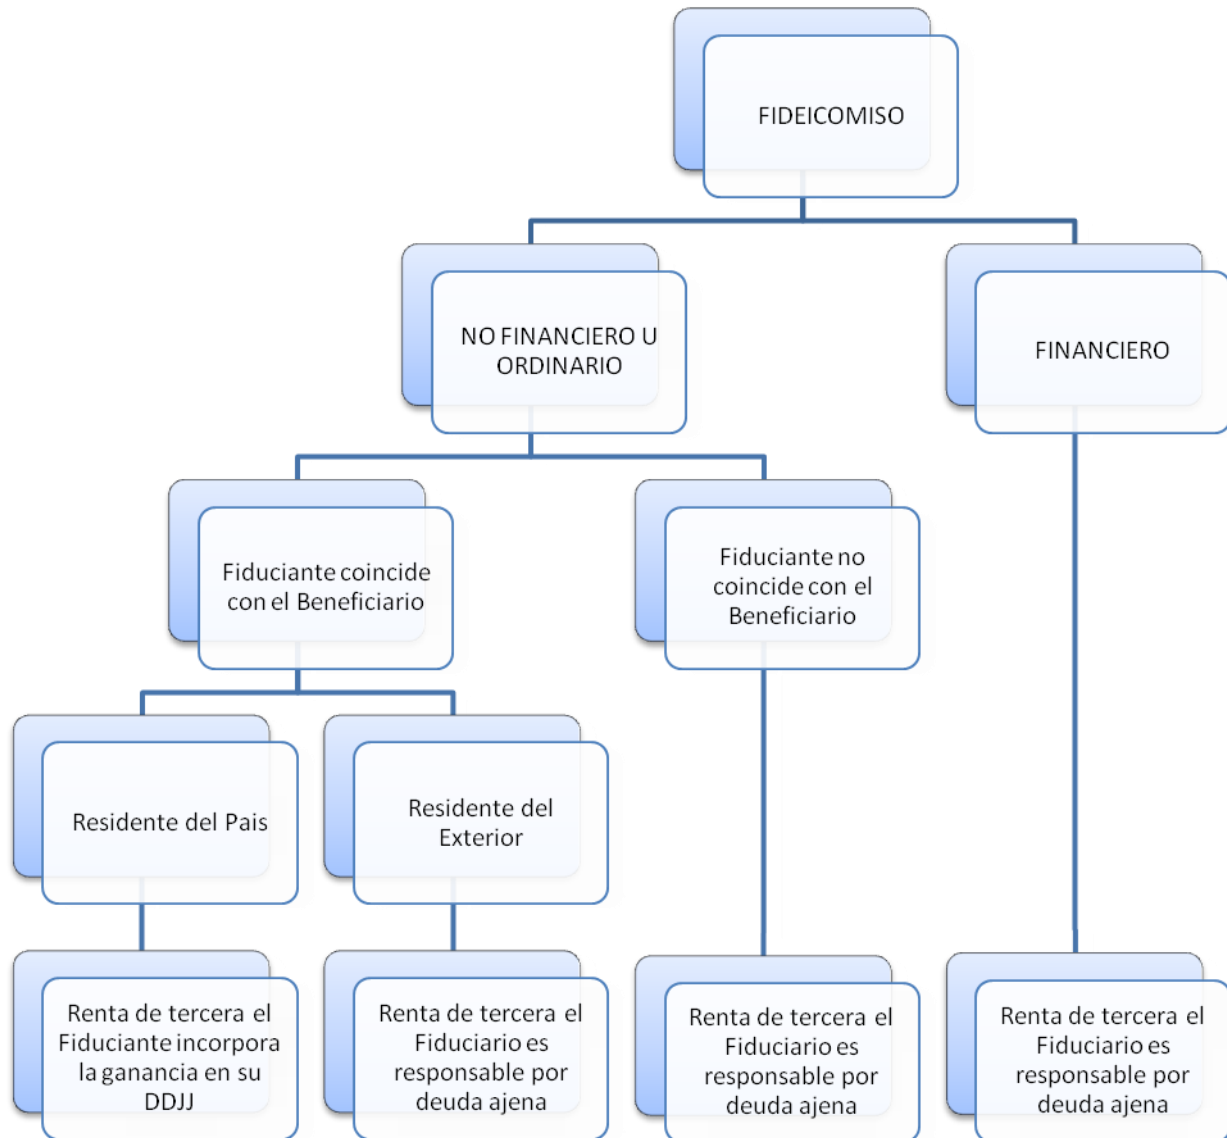 FIDEICOMISO
NO FINANCIERO U
ORDINARIO
FINANCIERO
Fiduciante coincide
con el Beneficiario
Fiduciante no
coincide con el
Beneficiario
Residente del Pais
Residente del
Exterior
Renta de tercera el
Fiduciante incorpora
la ganancia en su
DDJJ
Renta de tercera el
Fiduciario es
responsable por
deuda ajena
Renta de tercera el
Fiduciario es
responsable por
deuda ajena
Renta de tercera el
Fiduciario es
responsable por
deuda ajena